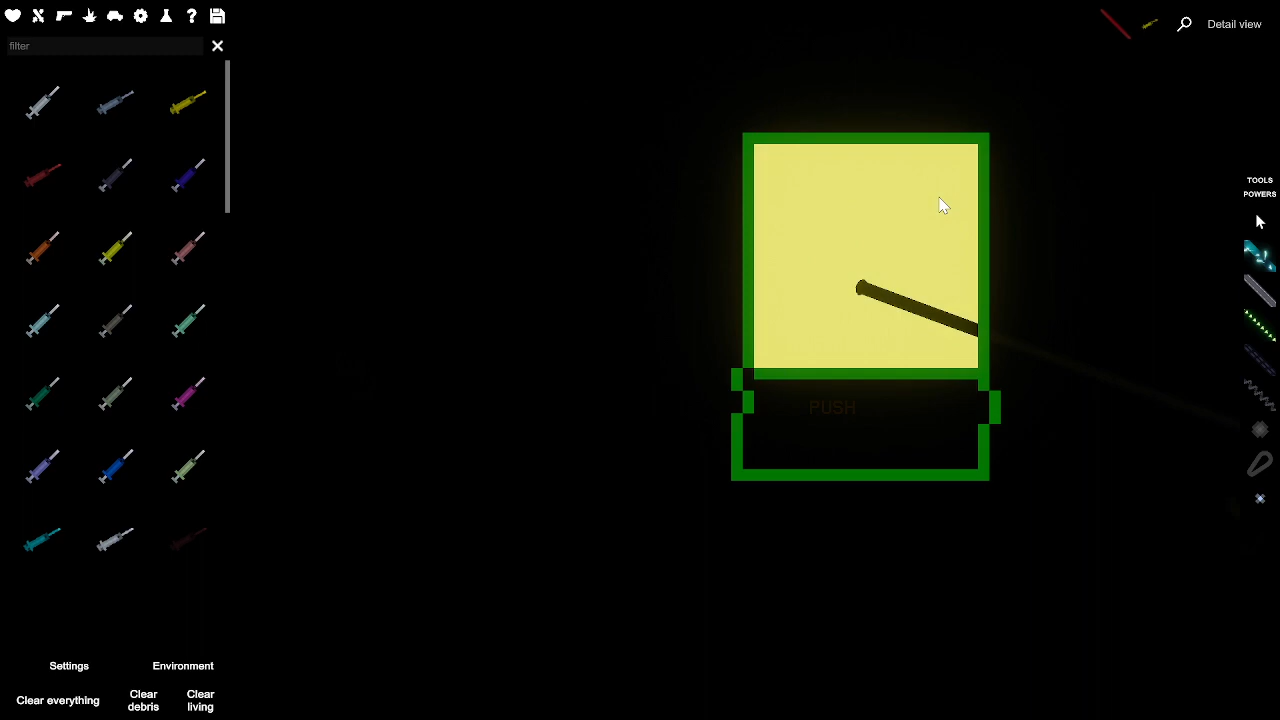 filter
Detail view
TOOLS
POWERS
PUSH
Settings
Environment
Clear everything
Clear
debris
Clear
living